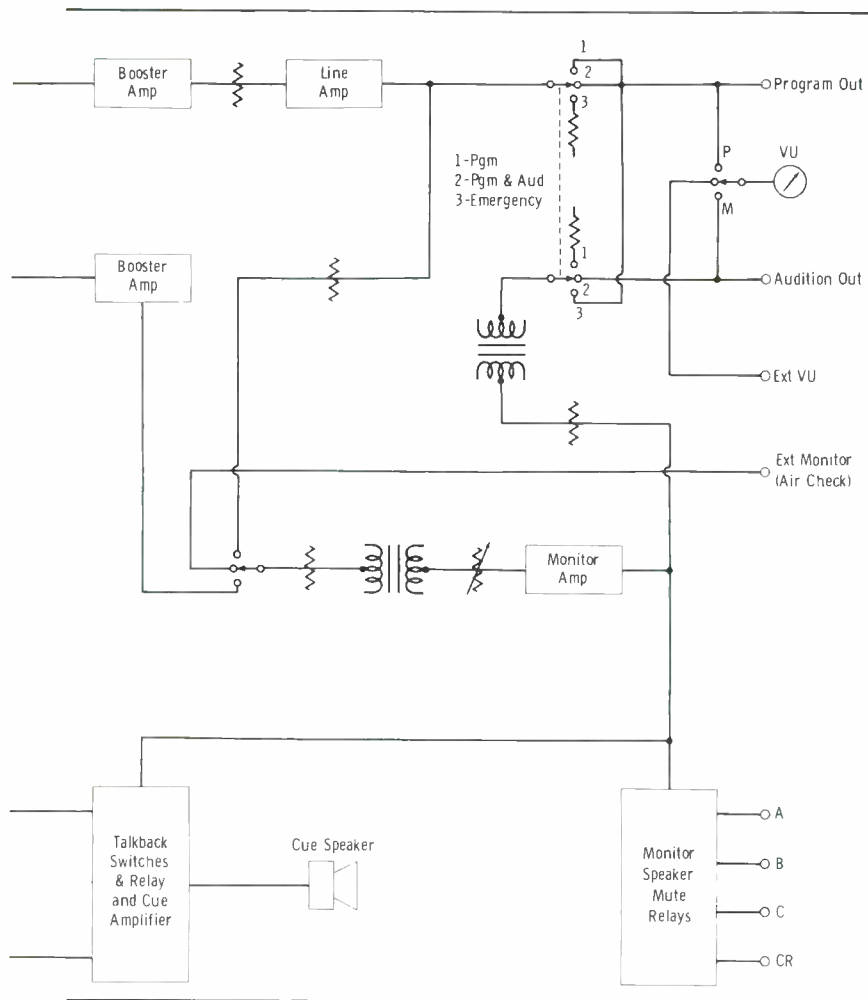 Booster
Amp
Line
Amp
1
2
3
Program Out
1-Pgm
2-Pgm & Aud
3-Emergency
P
VU
M
Booster
Amp
1
2
3
Audition Out
Ext VU
Ext Monitor
(Air Check)
Monitor
Amp
Talkback
Switches
& Relay
and Cue
Amplifier
Cue Speaker
Monitor
Speaker
Mute
Relays
A
B
C
CR